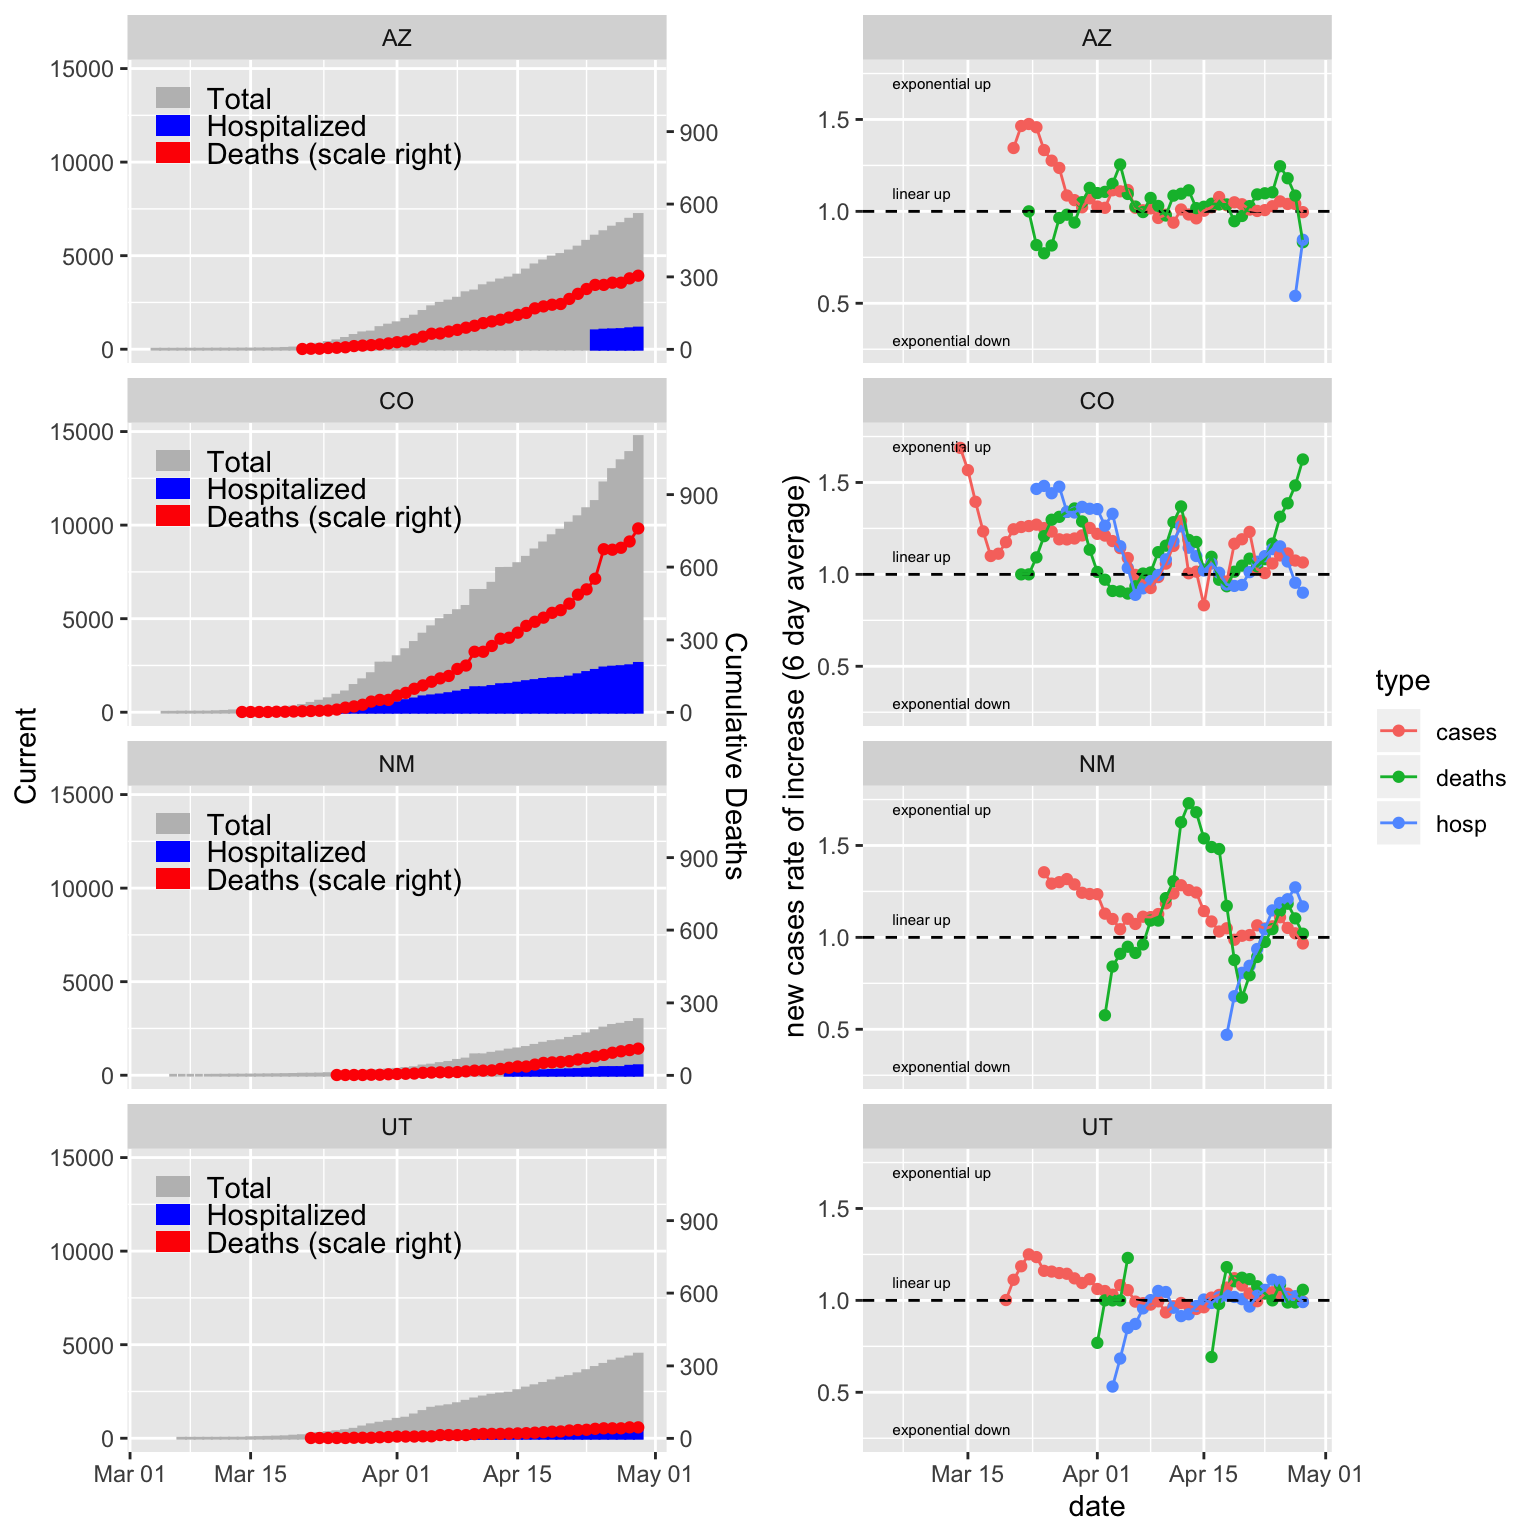 AZ
15000
10000
5000
0
Total
Hospitalized
Deaths (scale right)
900
600
300
0
CO
15000
10000
5000
0
Total
Hospitalized
Deaths (scale right)
900
600
300
0
NM
15000
10000
5000
0
Total
Hospitalized
Deaths (scale right)
900
600
300
0
UT
15000
10000
5000
0
Total
Hospitalized
Deaths (scale right)
900
600
300
0
Mar 01
Mar 15
Apr 01
Apr 15
May 01
Current
Cumulative Deaths
AZ
1.5
1.0
0.5
exponential up
linear up
exponential down
CO
1.5
1.0
0.5
exponential up
linear up
exponential down
NM
1.5
1.0
0.5
exponential up
linear up
exponential down
UT
1.5
1.0
0.5
exponential up
linear up
exponential down
Mar 15
Apr 01
Apr 15
May 01
date
new cases rate of increase (6 day average)
type
cases
deaths
hosp